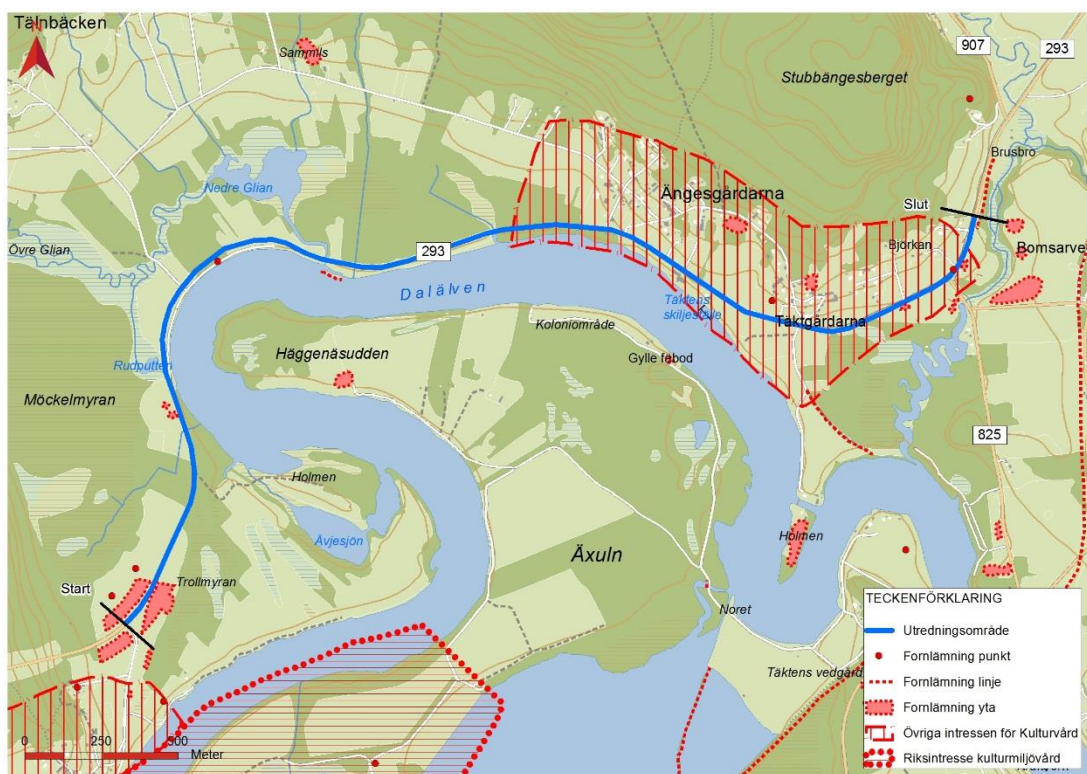 Tälnbäcken
N
Sammils
907
293
Stubbängesberget
Brusbro
Nedre Glian
Ängesgårdarna
Slut
Övre Glian
293
Björkan
Bomsarvet
Dalälven
Täktens
skiljeställe
Koloniområde
Täktgårdarna
Häggenäsudden
Gylle fäbod
Rudputten
Möckelmyran
825
Holmen
Holmen
Ävjesjön
Äxuln
Start
Trollmyran
Noret
Täktens vedgård
TECKENFÖRKLARING
Utredningsområde
Fornlämning punkt
Fornlämning linje
Fornlämning yta
Övriga intressen för Kulturvård
Riksintresse kulturmiljövård
0 250 500
Meter